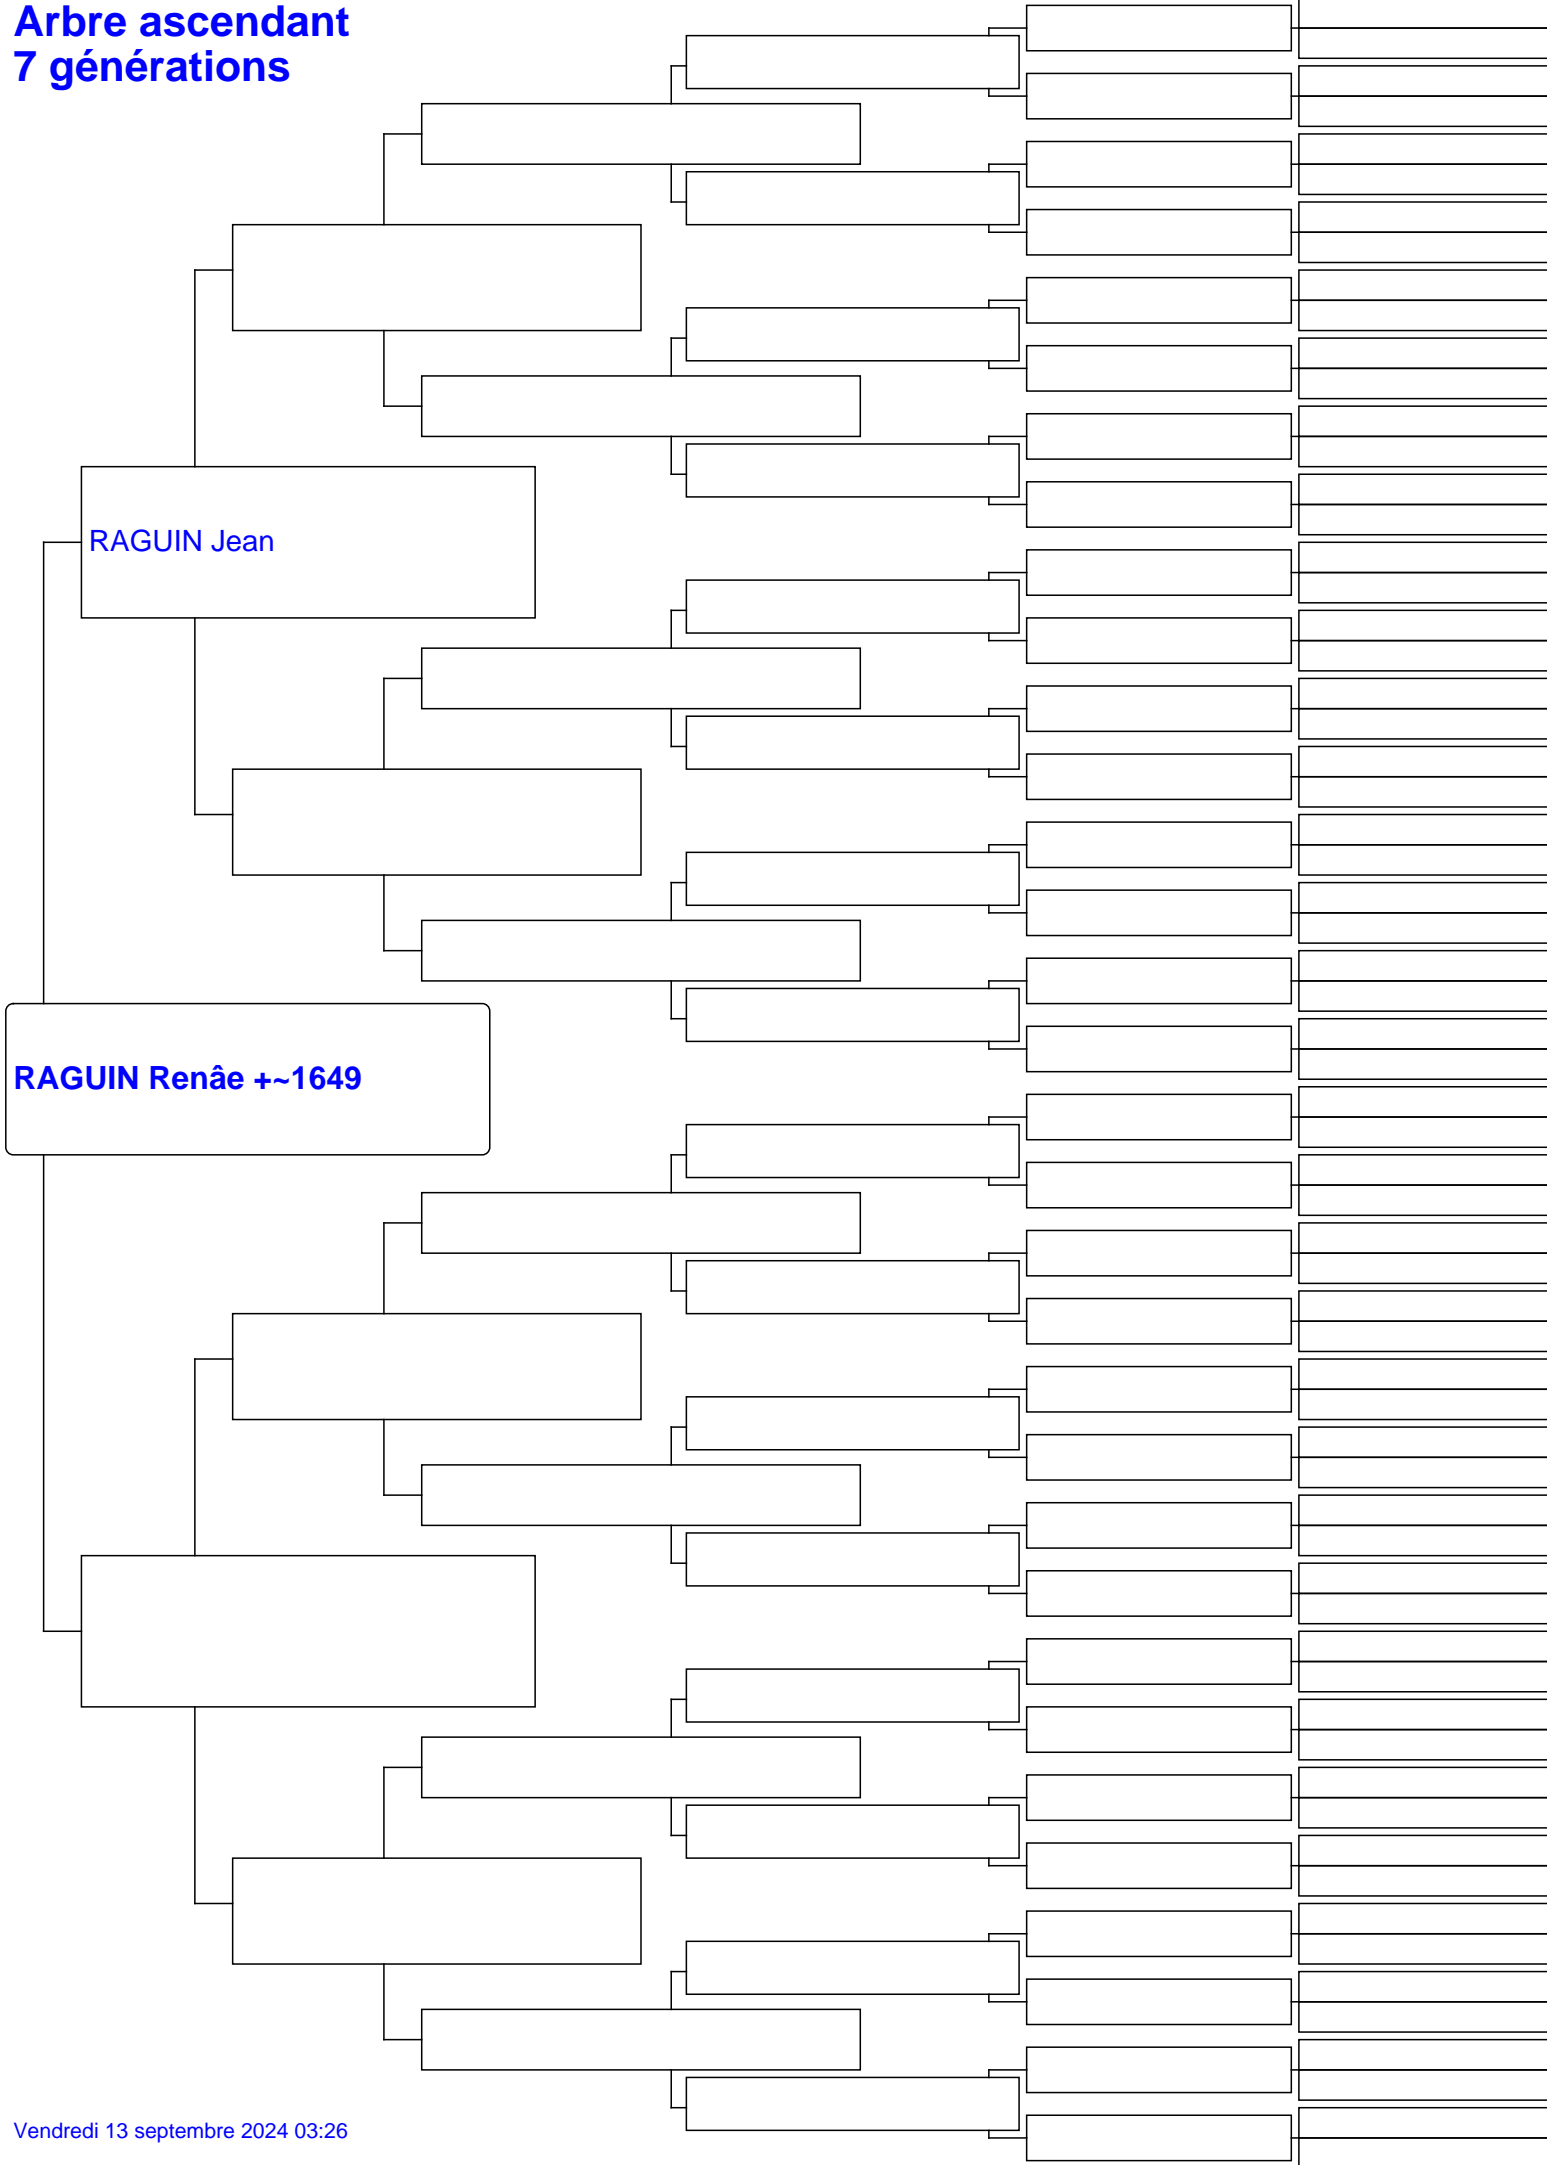 Arbre ascendant
7 générations
RAGUIN Jean
RAGUIN Renâe +~1649
Vendredi 13 septembre 2024 03:26